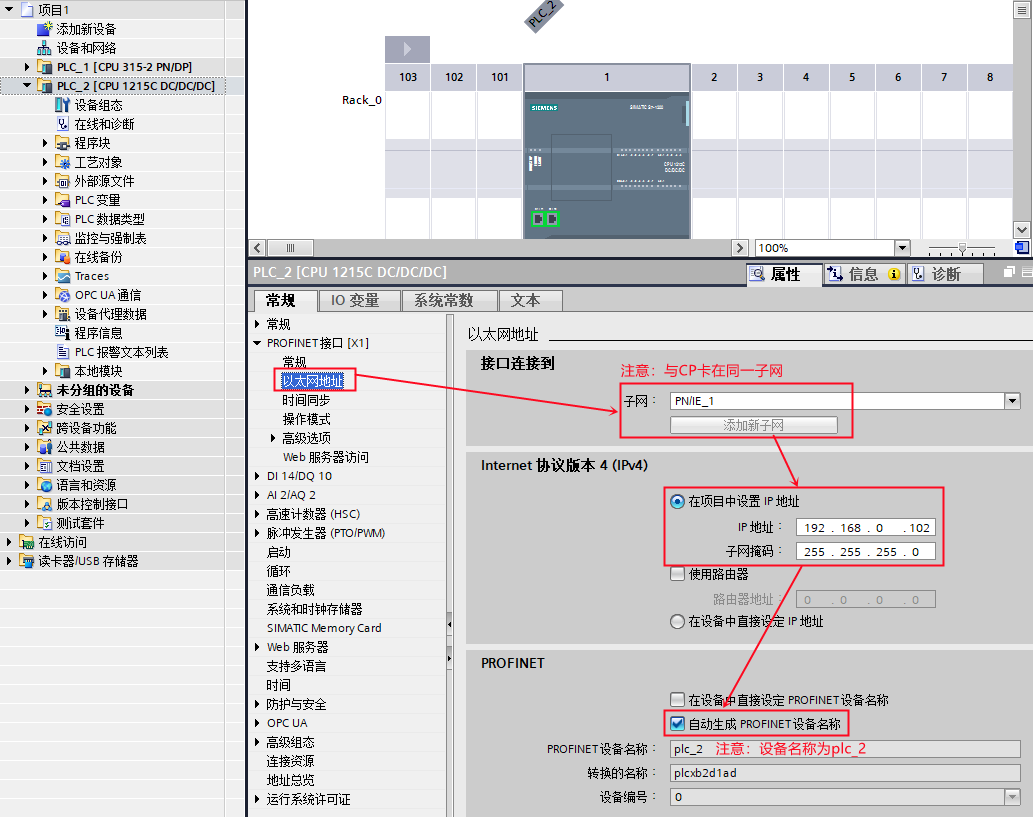 项目1
添加新设备
设备和网络
PLC_1 [CPU 315-2 PN/DP]
PLC_2 [CPU 1215C DC/DC/DC]
设备组态
在线和诊断
程序块
工艺对象
外部源文件
PLC 变量
PLC 数据类型
监控与强制表
在线备份
Traces
OPC UA 通信
设备代理数据
程序信息
PLC 报警文本列表
本地模块
未分组的设备
安全设置
跨设备功能
公共数据
文档设置
语言和资源
版本控制接口
测试套件
在线访问
读卡器/USB 存储器
PLC_2
103 102 101 1 2 3 4 5 6 7 8
Rack_0
SIEMENS
SIMATIC S7-1200
CPU 1215C
DC/DC/DC
100%
PLC_2 [CPU 1215C DC/DC/DC]
属性 信息 诊断
常规 IO 变量 系统常数 文本
常规
PROFINET接口 [X1]
常规
以太网地址
时间同步
操作模式
高级选项
Web 服务器访问
DI 14/DQ 10
AI 2/AQ 2
高速计数器 (HSC)
脉冲发生器 (PTO/PWM)
启动
循环
通信负载
系统和时钟存储器
SIMATIC Memory Card
Web 服务器
支持多语言
时间
防护与安全
OPC UA
高级组态
连接资源
地址总览
运行系统许可证
以太网地址
接口连接到
注意：与CP卡在同一子网
子网： PN/IE_1
添加新子网
Internet 协议版本 4 (IPv4)
在项目中设置 IP 地址
IP 地址： 192 . 168 . 0 . 102
子网掩码： 255 . 255 . 255 . 0
使用路由器
路由器地址： 0 . 0 . 0 . 0
在设备中直接设定 IP 地址
PROFINET
在设备中直接设定 PROFINET设备名称
自动生成 PROFINET设备名称
PROFINET设备名称： plc_2 注意：设备名称为plc_2
转换的名称： plcxb2d1ad
设备编号： 0